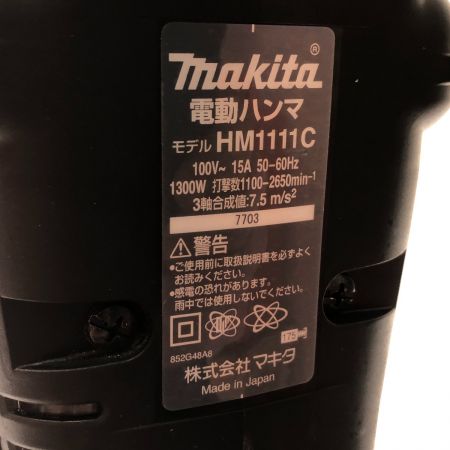 makita®
電動ハンマ
モデル HM1111C
100V~ 15A 50-60Hz
1300W 打撃数1100-2650min⁻¹
3軸合成値:7.5 m/s²
7703
⚠警告
•ご使用前に取扱説明書を必ずよく
お読みください。
•感電の恐れがあります。
雨中では使用しないでください。
175
852G48A8
株式会社 マキタ
Made in Japan